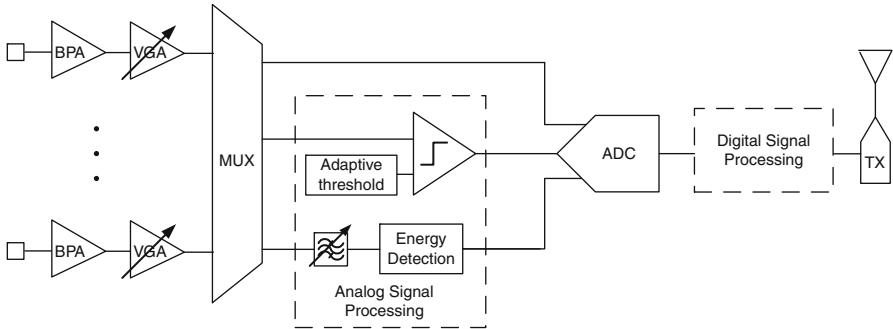 BPA
VGA
MUX
Adaptive
threshold
ADC
Digital Signal
Processing
TX
BPA
VGA
Energy
Detection
Analog Signal
Processing